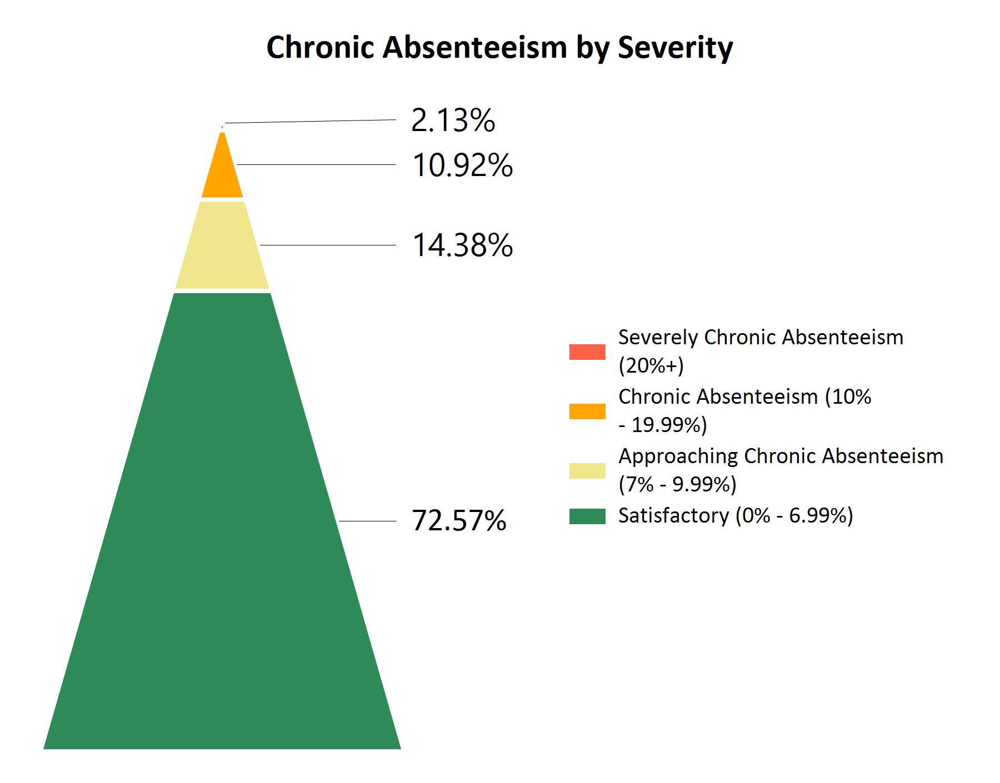 Chronic Absenteeism by Severity
2.13%
10.92%
14.38%
72.57%
Severely Chronic Absenteeism
(20%+)
Chronic Absenteeism (10%
- 19.99%)
Approaching Chronic Absenteeism
(7% - 9.99%)
Satisfactory (0% - 6.99%)